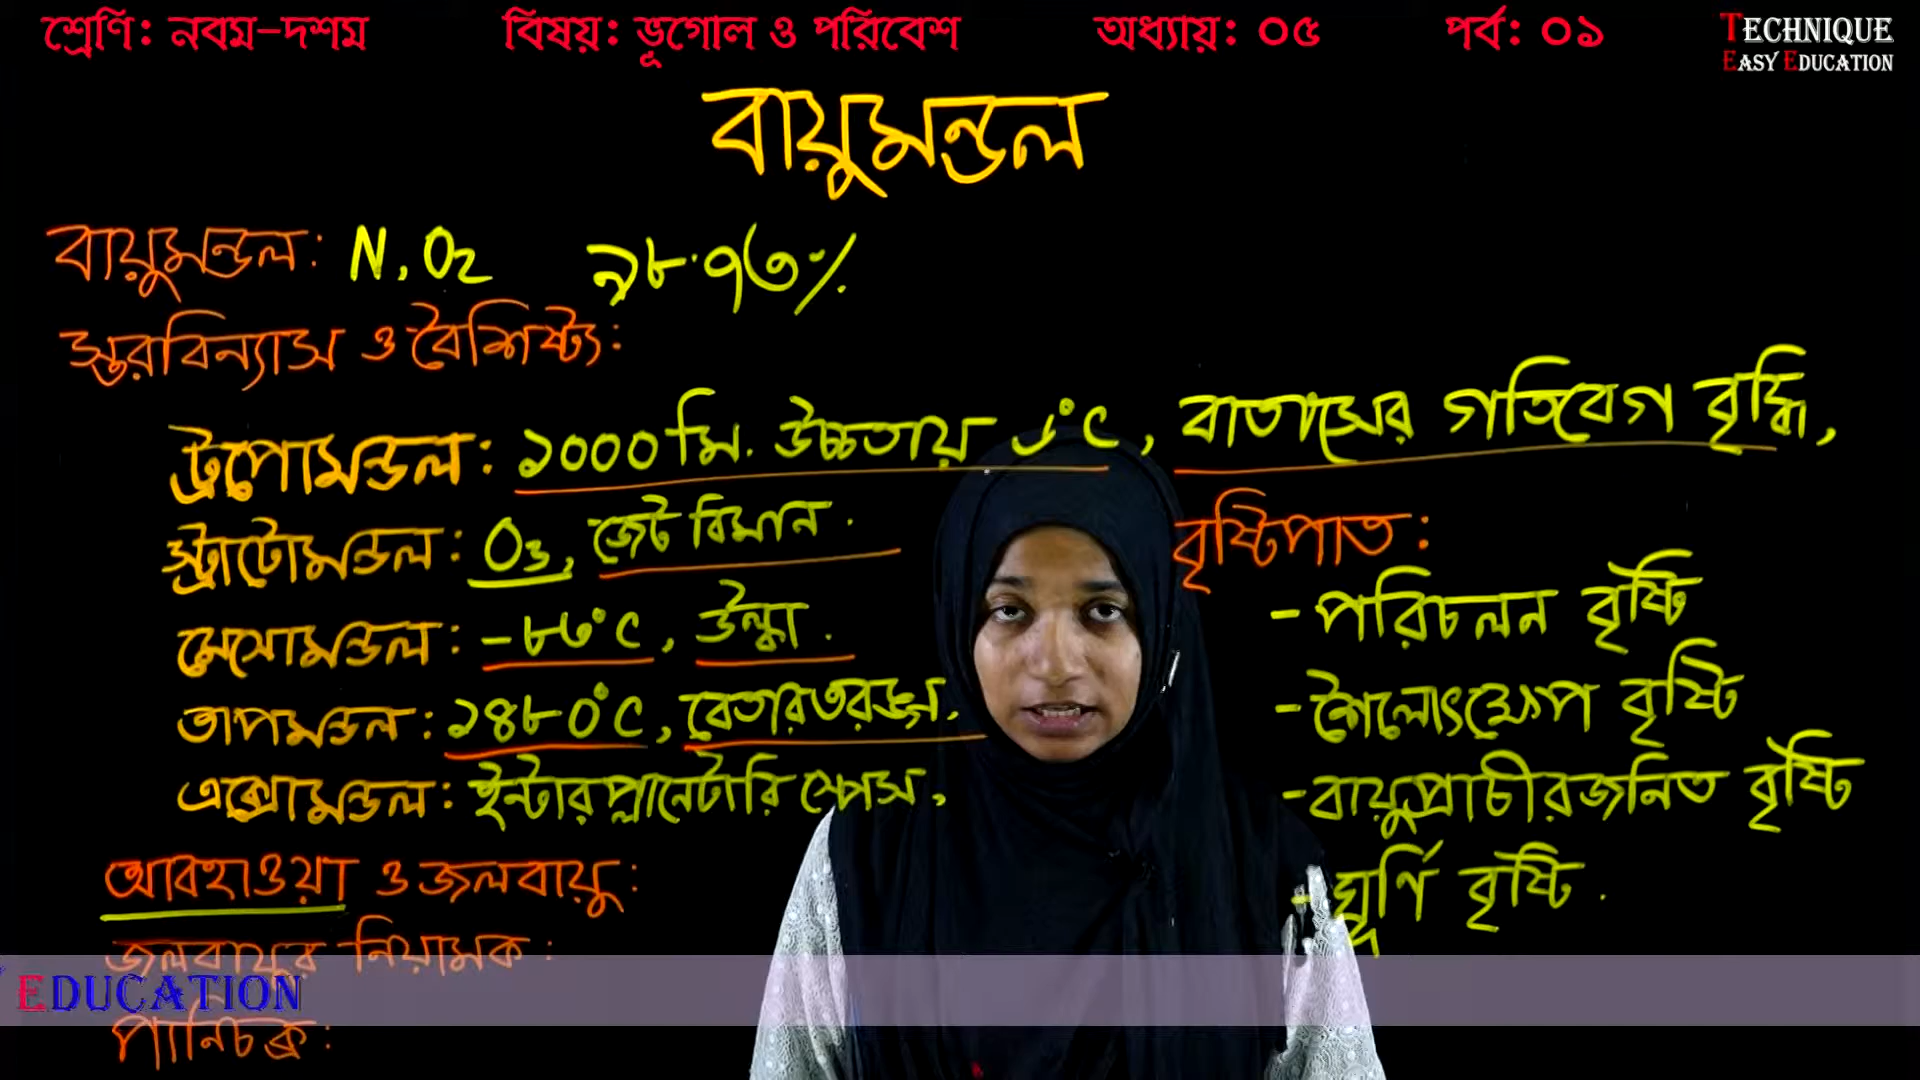 শ্রেণি: নবম-দশম বিষয়: ভূগোল ও পরিবেশ অধ্যায়: ০৫ পর্ব: ০১
TECHNIQUE
EASY EDUCATION
বায়ুমন্ডল
বায়ুমন্ডল: N, O2 ৯৮.৭৩%
স্তরবিন্যাস ও বৈশিষ্ট্য:
ট্রপোমন্ডল: ১০০০ মি. উচ্চতায় ৬°C, বাতাসের গতিবেগ বৃদ্ধি,
স্ট্রাটোমন্ডল: O3, জেট বিমান.
মেসোমন্ডল: -৮৩°C, উল্কা.
তাপমন্ডল: ১৪৮০°C, বেতারতরঙ্গ,
এক্সোমন্ডল: ইন্টারপ্লানেটারি স্পেস,
আবহাওয়া ও জলবায়ু:
জলবায়ুর নিয়ামক:
পানিচক্র:
বৃষ্টিপাত:
- পরিচলন বৃষ্টি
- শৈলোৎক্ষেপ বৃষ্টি
- বায়ুপ্রাচীরজনিত বৃষ্টি
- ঘূর্ণি বৃষ্টি.
EDUCATION